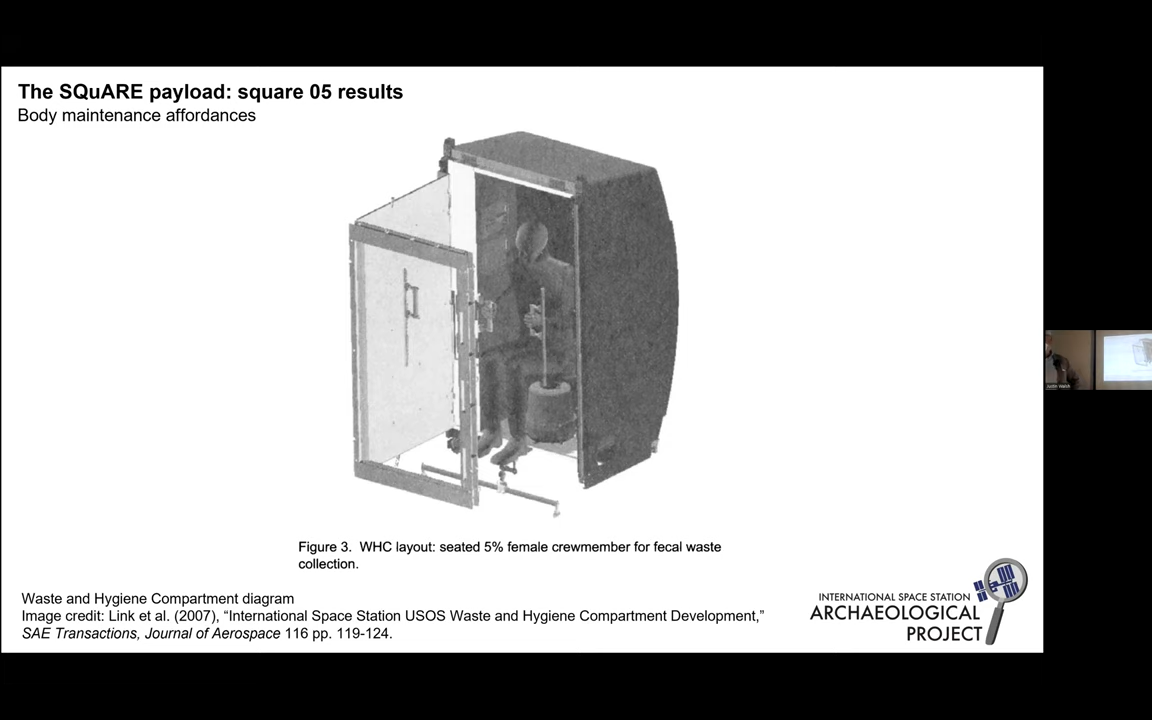 The SQuARE payload: square 05 results
Body maintenance affordances
Figure 3.  WHC layout: seated 5% female crewmember for fecal waste
collection.
Waste and Hygiene Compartment diagram
Image credit: Link et al. (2007), “International Space Station USOS Waste and Hygiene Compartment Development,”
SAE Transactions, Journal of Aerospace 116 pp. 119-124.
INTERNATIONAL SPACE STATION
ARCHAEOLOGICAL
PROJECT
Justin Walsh